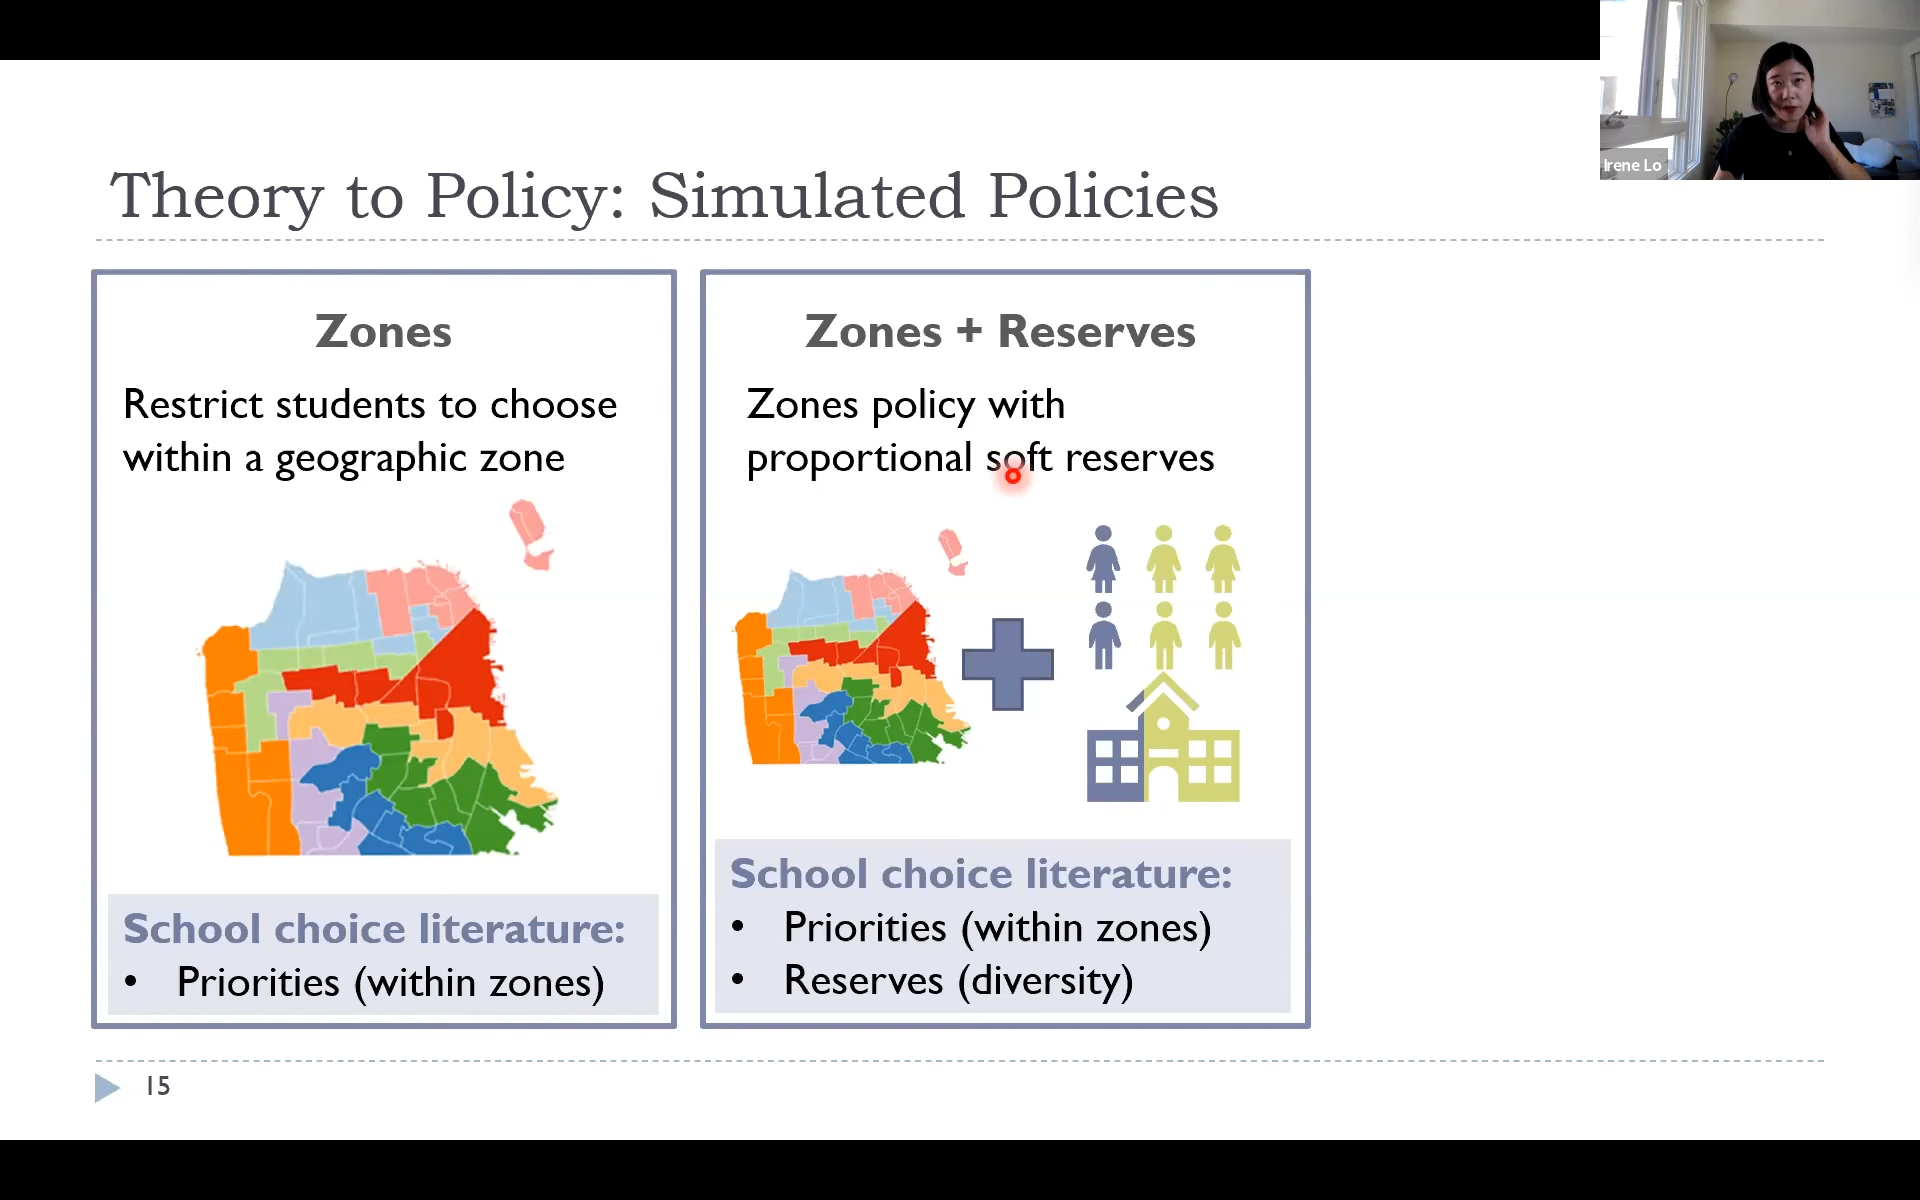 Irene Lo
Theory to Policy: Simulated Policies
Zones
Restrict students to choose
within a geographic zone
School choice literature:
• Priorities (within zones)
Zones + Reserves
Zones policy with
proportional soft reserves
School choice literature:
• Priorities (within zones)
• Reserves (diversity)
15